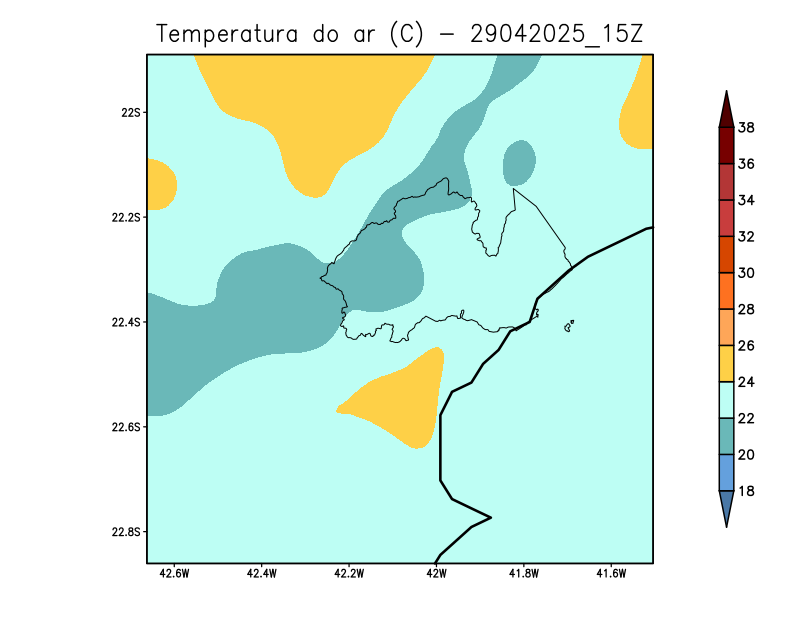 Temperatura do ar (C) - 29042025_15Z
22S
22.2S
22.4S
22.6S
22.8S
42.6W
42.4W
42.2W
42W
41.8W
41.6W
38
36
34
32
30
28
26
24
22
20
18